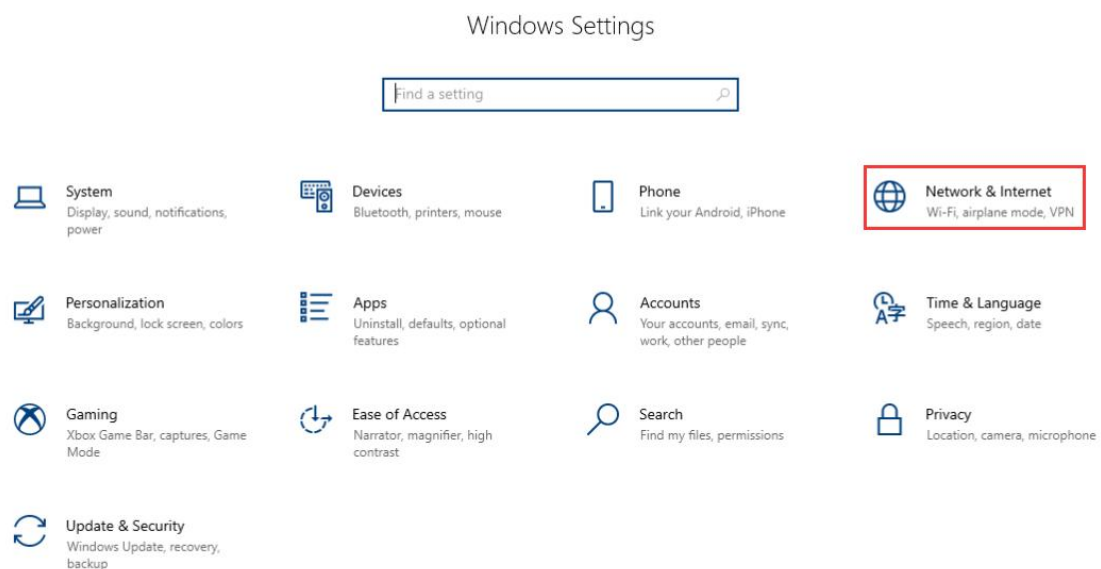 Windows Settings
Find a setting
System
Display, sound, notifications,
power
Devices
Bluetooth, printers, mouse
Phone
Link your Android, iPhone
Network & Internet
Wi-Fi, airplane mode, VPN
Personalization
Background, lock screen, colors
Apps
Uninstall, defaults, optional
features
Accounts
Your accounts, email, sync,
work, other people
Time & Language
Speech, region, date
Gaming
Xbox Game Bar, captures, Game
Mode
Ease of Access
Narrator, magnifier, high
contrast
Search
Find my files, permissions
Privacy
Location, camera, microphone
Update & Security
Windows Update, recovery,
backup